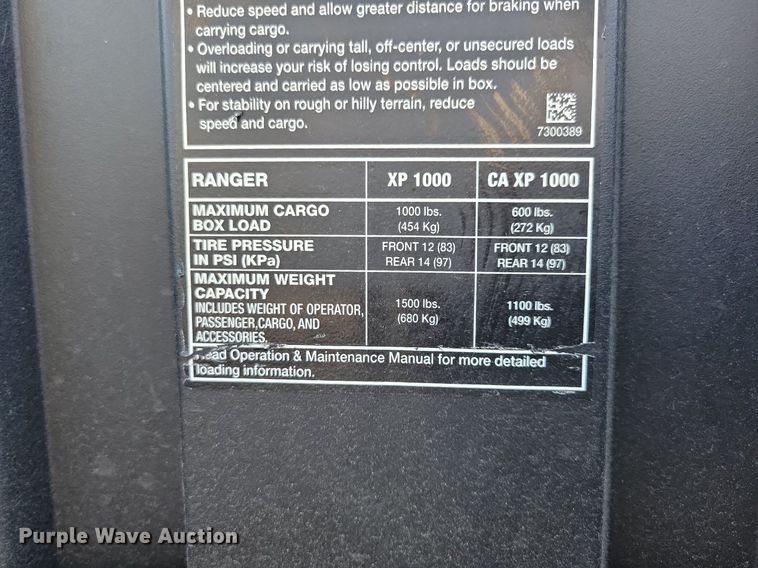 • Reduce speed and allow greater distance for braking when
carrying cargo.
• Overloading or carrying tall, off-center, or unsecured loads
will increase your risk of losing control. Loads should be
centered and carried as low as possible in box.
• For stability on rough or hilly terrain, reduce
speed and cargo.
7300389
RANGER XP 1000 CA XP 1000
MAXIMUM CARGO
BOX LOAD
1000 lbs.
(454 Kg)
600 lbs.
(272 Kg)
TIRE PRESSURE
IN PSI (KPa)
FRONT 12 (83)
REAR 14 (97)
FRONT 12 (83)
REAR 14 (97)
MAXIMUM WEIGHT
CAPACITY
INCLUDES WEIGHT OF OPERATOR,
PASSENGER,CARGO, AND
ACCESSORIES.
1500 lbs.
(680 Kg)
1100 lbs.
(499 Kg)
Read Operation & Maintenance Manual for more detailed
loading information.
Purple Wave Auction